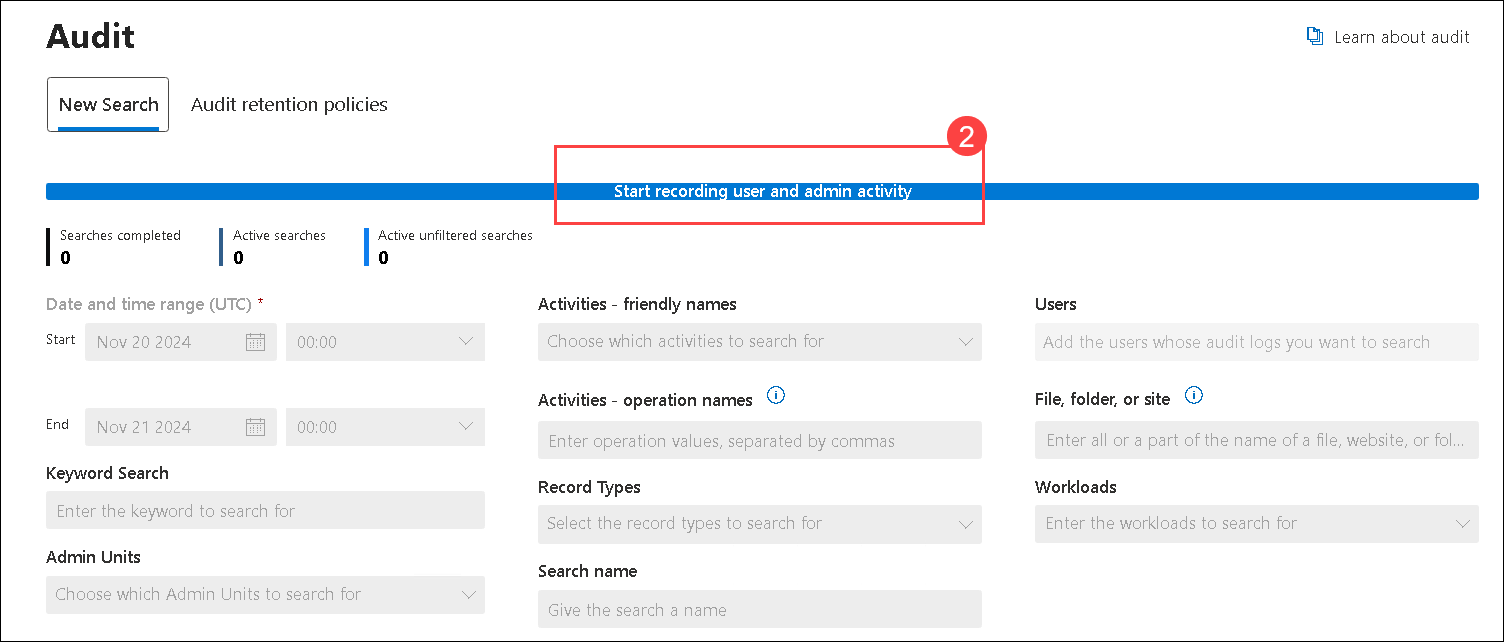 Audit
Learn about audit
New Search
Audit retention policies
2
Start recording user and admin activity
Searches completed
0
Active searches
0
Active unfiltered searches
0
Date and time range (UTC) *
Start
Nov 20 2024
00:00
End
Nov 21 2024
00:00
Keyword Search
Enter the keyword to search for
Admin Units
Choose which Admin Units to search for
Activities - friendly names
Choose which activities to search for
Activities - operation names
Enter operation values, separated by commas
Record Types
Select the record types to search for
Search name
Give the search a name
Users
Add the users whose audit logs you want to search
File, folder, or site
Enter all or a part of the name of a file, website, or fol...
Workloads
Enter the workloads to search for